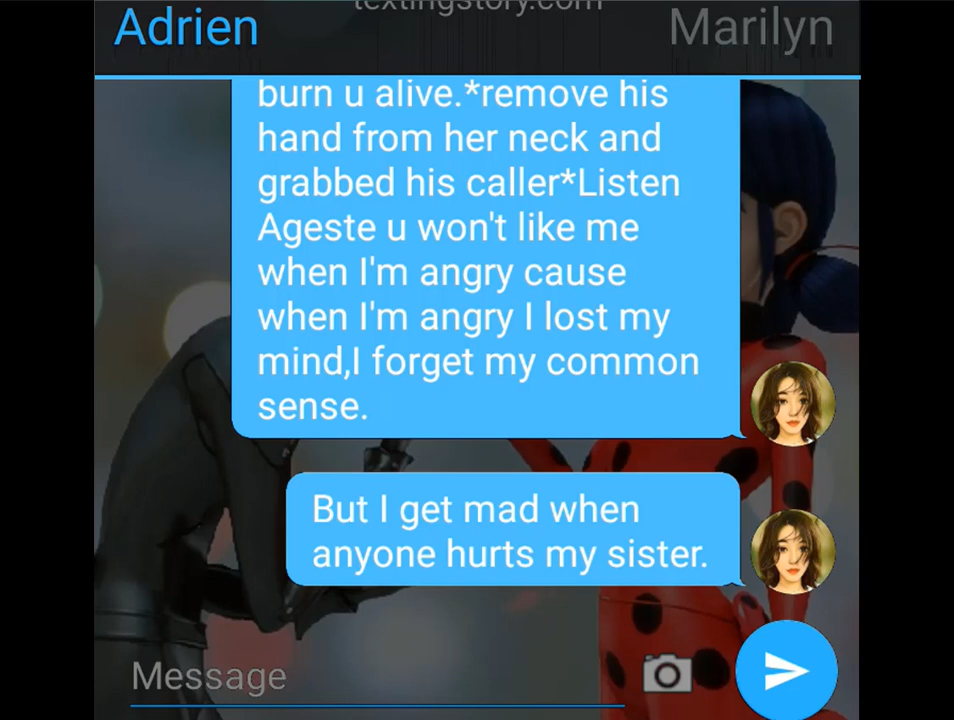 textingstory.com
Adrien
Marilyn
burn u alive.*remove his
hand from her neck and
grabbed his caller*Listen
Ageste u won't like me
when I'm angry cause
when I'm angry I lost my
mind,I forget my common
sense.
But I get mad when
anyone hurts my sister.
Message